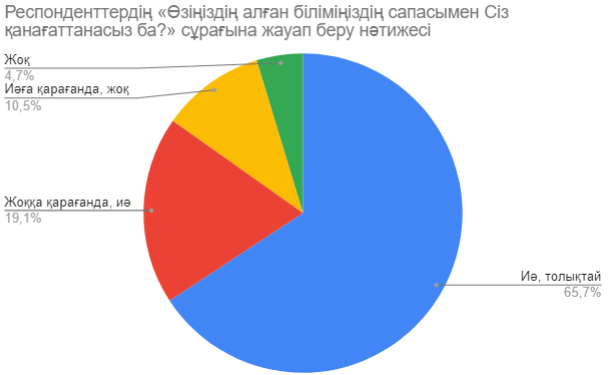 Респонденттердің «Өзіңіздің алған біліміңіздің сапасымен Сіз
қанағаттанасыз ба?» сұрағына жауап беру нәтижесі
Жоқ
4,7%
Иәға қарағанда, жоқ
10,5%
Жоққа қарағанда, иә
19,1%
Иә, толықтай
65,7%